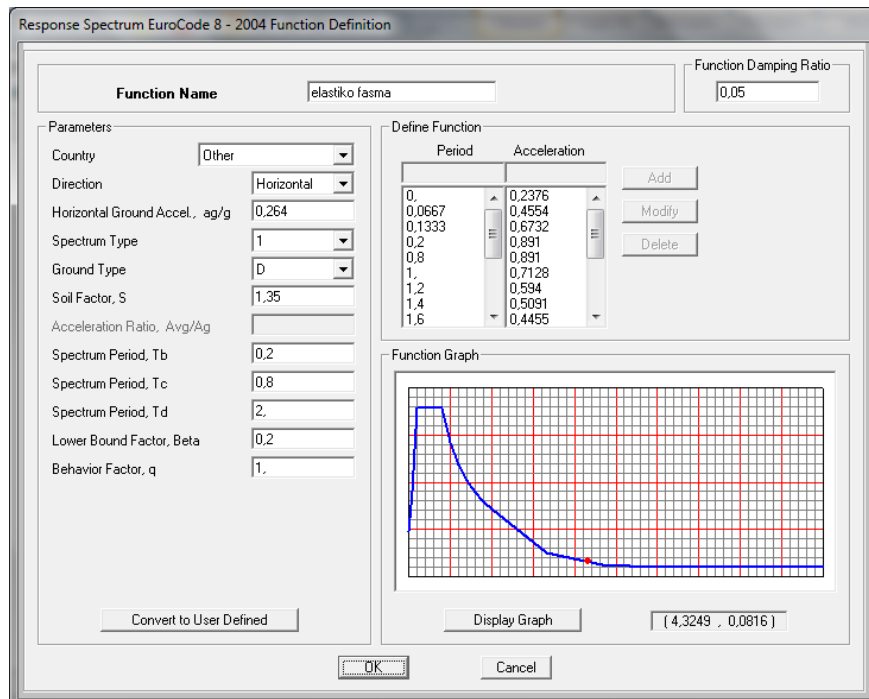 Response Spectrum EuroCode 8 - 2004 Function Definition
Function Damping Ratio
Function Name elastiko fasma 0,05
Parameters
Country Other
Direction Horizontal
Horizontal Ground Accel., ag/g 0,264
Spectrum Type 1
Ground Type D
Soil Factor, S 1,35
Acceleration Ratio, Avg/Ag
Spectrum Period, Tb 0,2
Spectrum Period, Tc 0,8
Spectrum Period, Td 2,
Lower Bound Factor, Beta 0,2
Behavior Factor, q 1,
Convert to User Defined
Define Function
Period Acceleration
0, 0,2376
0,0667 0,4554
0,1333 0,6732
0,2 0,891
0,8 0,891
1, 0,7128
1,2 0,594
1,4 0,5091
1,6 0,4455
Add
Modify
Delete
Function Graph
Display Graph (4,3249 , 0,0816 )
OK Cancel